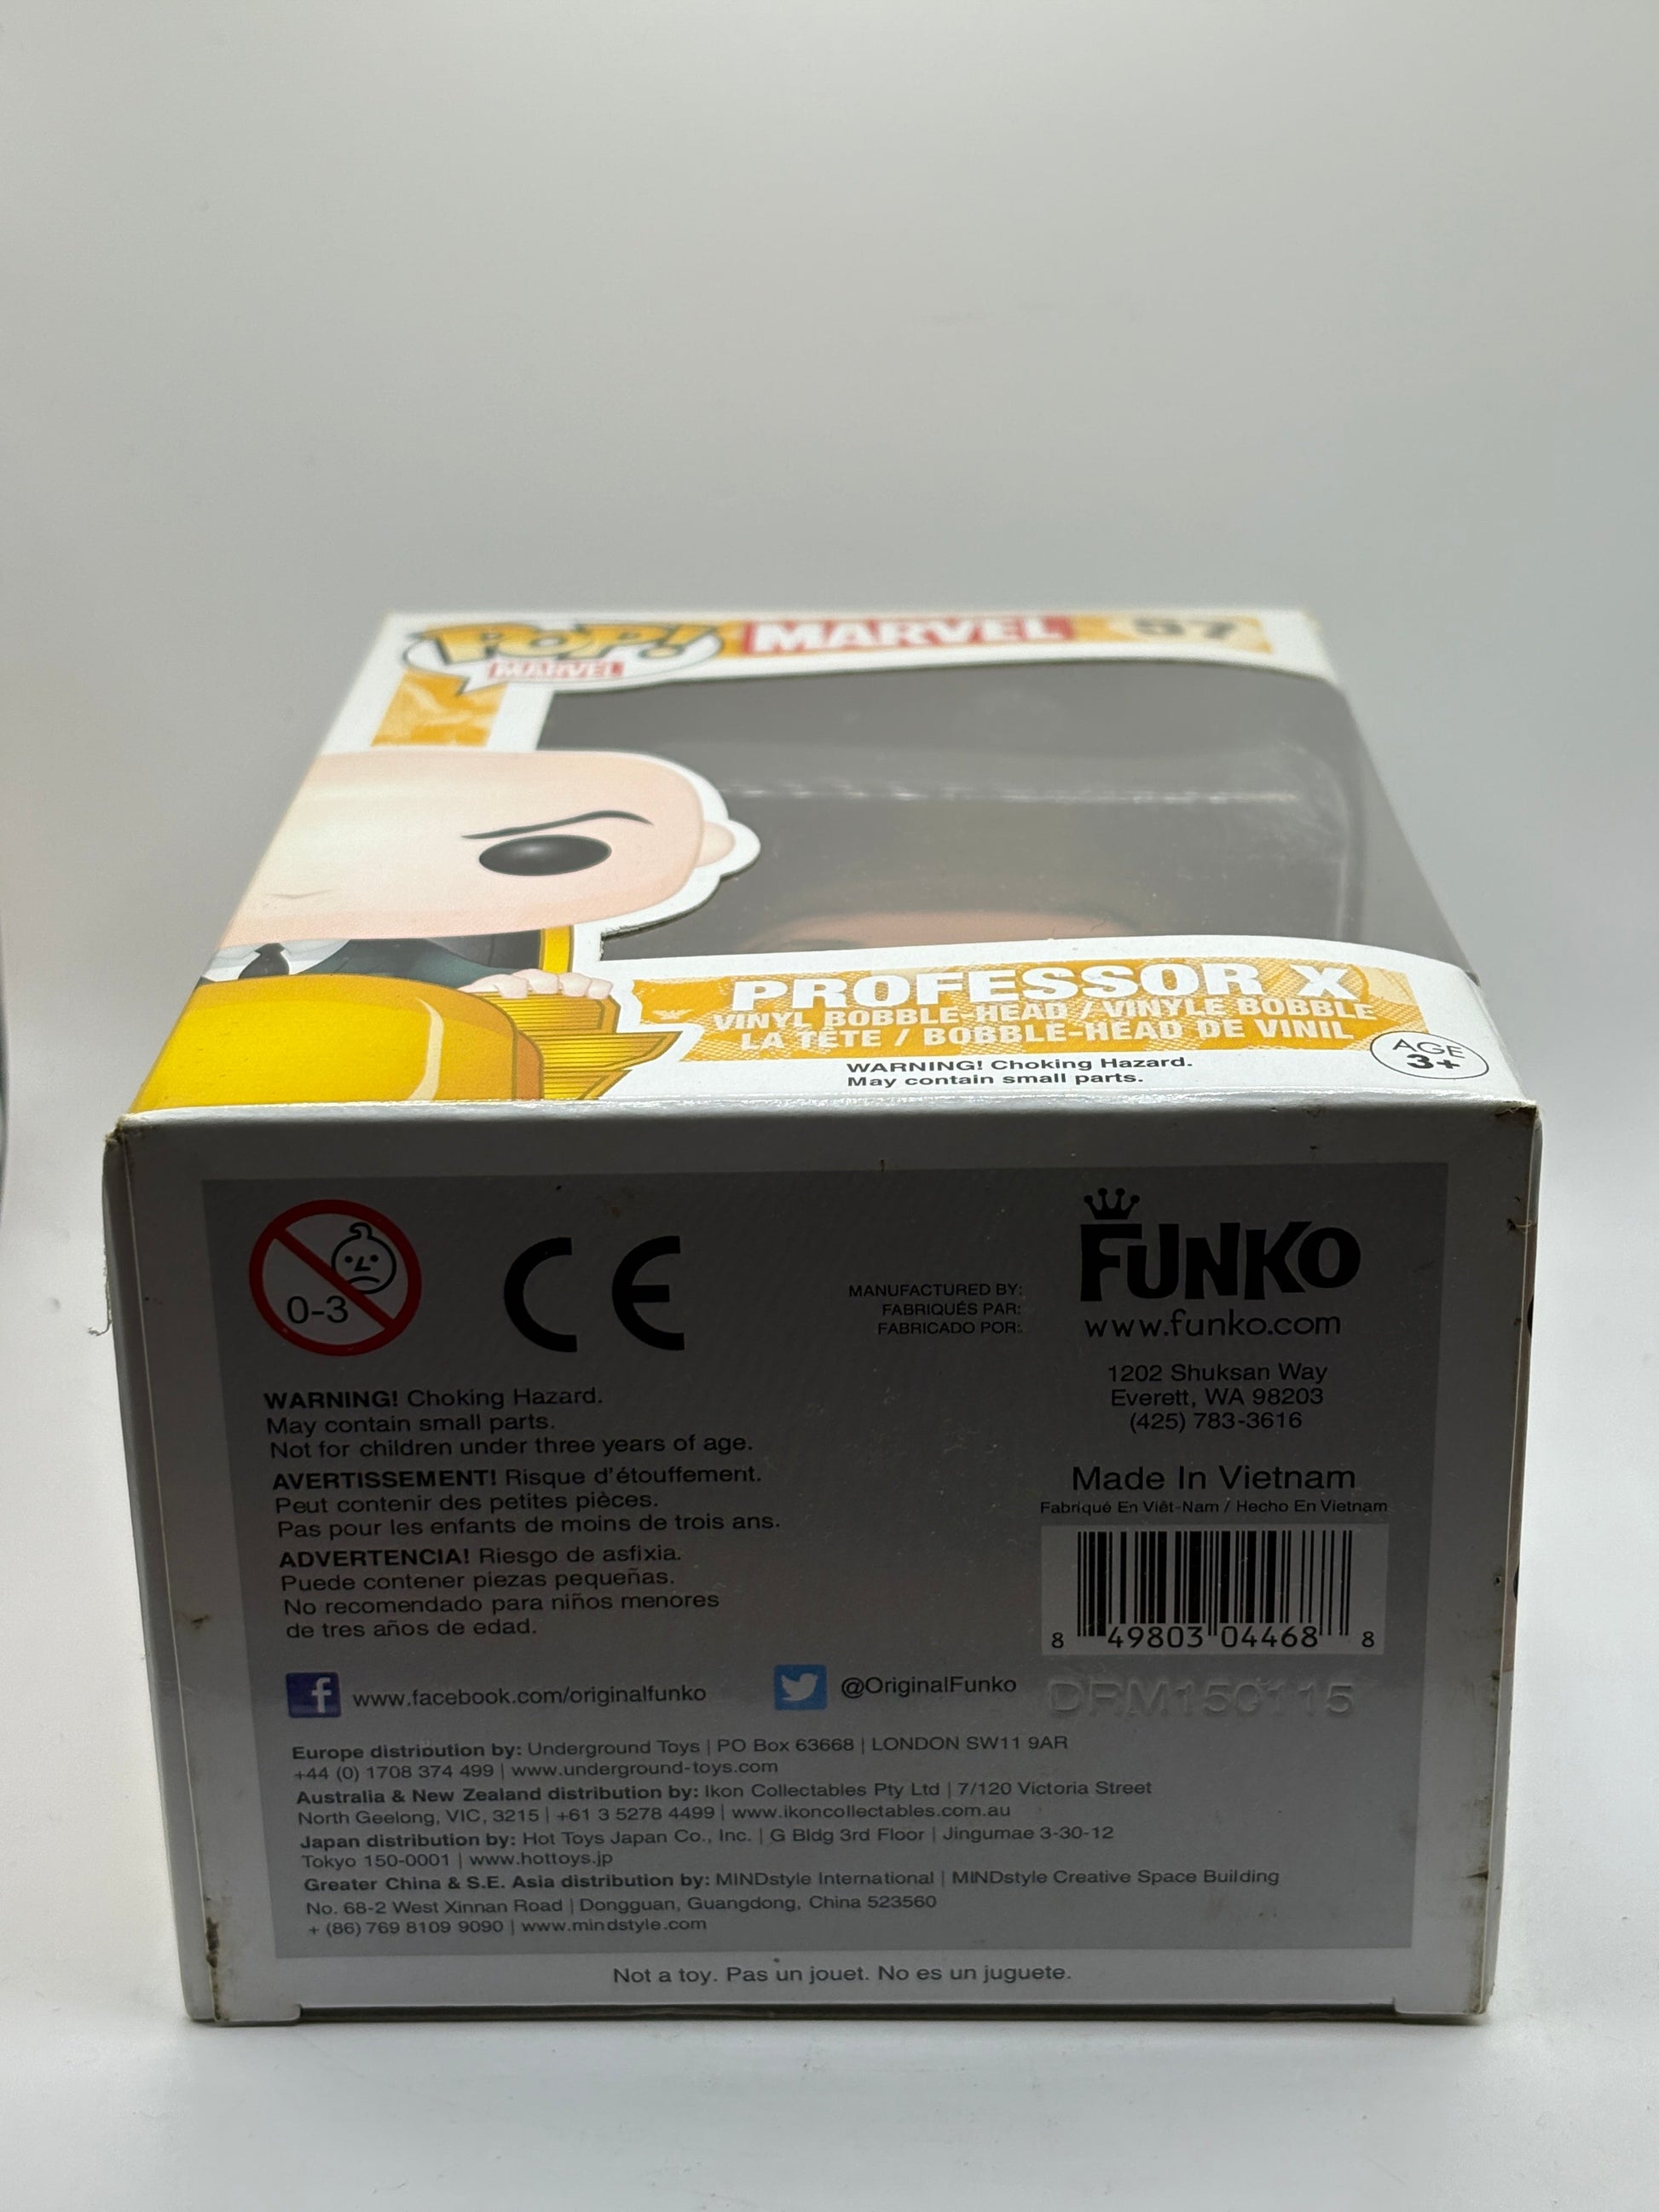 POP! MARVEL 57
MARVEL
PROFESSOR X
VINYL BOBBLE-HEAD / VINYLE BOBBLE
LA TÊTE / BOBBLE-HEAD DE VINIL
WARNING! Choking Hazard.
May contain small parts.
AGE
3+
0-3
CE
MANUFACTURED BY:
FABRIQUÉS PAR:
FABRICADO POR:
FUNKO
www.funko.com
1202 Shuksan Way
Everett, WA 98203
(425) 783-3616
Made In Vietnam
Fabriqué En Viêt-Nam / Hecho En Vietnam
8 49803 04468 8
DRM150115
WARNING! Choking Hazard.
May contain small parts.
Not for children under three years of age.
AVERTISSEMENT! Risque d'étouffement.
Peut contenir des petites pièces.
Pas pour les enfants de moins de trois ans.
ADVERTENCIA! Riesgo de asfixia.
Puede contener piezas pequeñas.
No recomendado para niños menores
de tres años de edad.
f www.facebook.com/originalfunko
@OriginalFunko
Europe distribution by: Underground Toys | PO Box 63668 | LONDON SW11 9AR
+44 (0) 1708 374 499 | www.underground-toys.com
Australia & New Zealand distribution by: Ikon Collectables Pty Ltd | 7/120 Victoria Street
North Geelong, VIC, 3215 | +61 3 5278 4499 | www.ikoncollectables.com.au
Japan distribution by: Hot Toys Japan Co., Inc. | G Bldg 3rd Floor | Jingumae 3-30-12
Tokyo 150-0001 | www.hottoys.jp
Greater China & S.E. Asia distribution by: MINDstyle International | MINDstyle Creative Space Building
No. 68-2 West Xinnan Road | Dongguan, Guangdong, China 523560
+ (86) 769 8109 9090 | www.mindstyle.com
Not a toy. Pas un jouet. No es un juguete.